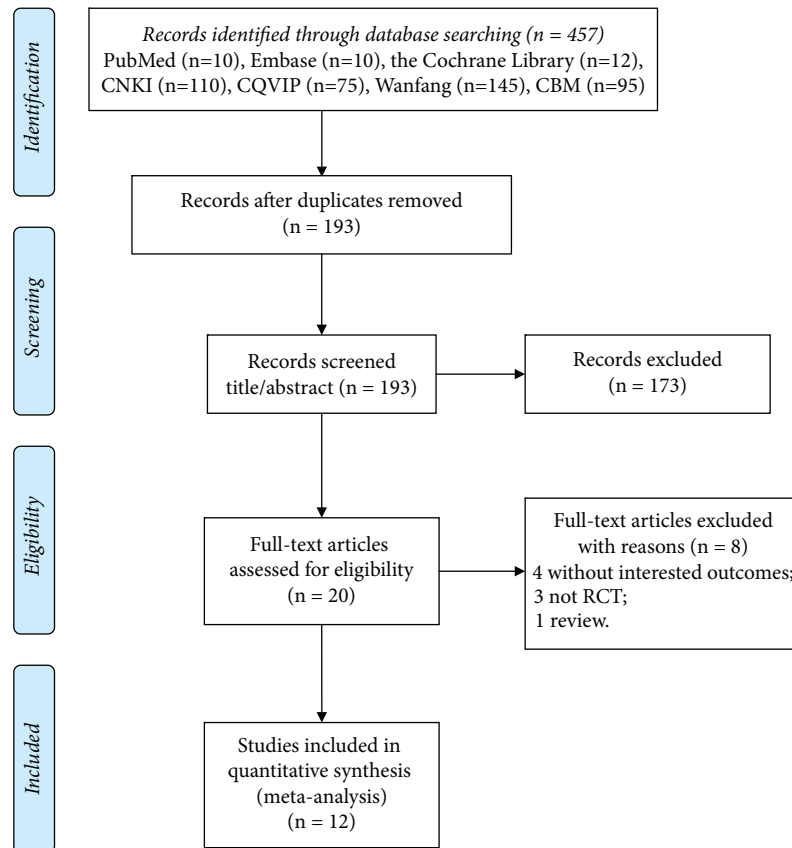 Identification
Records identified through database searching (n = 457)
PubMed (n=10), Embase (n=10), the Cochrane Library (n=12),
CNKI (n=110), CQVIP (n=75), Wanfang (n=145), CBM (n=95)
Records after duplicates removed
(n = 193)
Screening
Records screened
title/abstract (n = 193)
Records excluded
(n = 173)
Eligibility
Full-text articles
assessed for eligibility
(n = 20)
Full-text articles excluded
with reasons (n = 8)
4 without interested outcomes;
3 not RCT;
1 review.
Included
Studies included in
quantitative synthesis
(meta-analysis)
(n = 12)